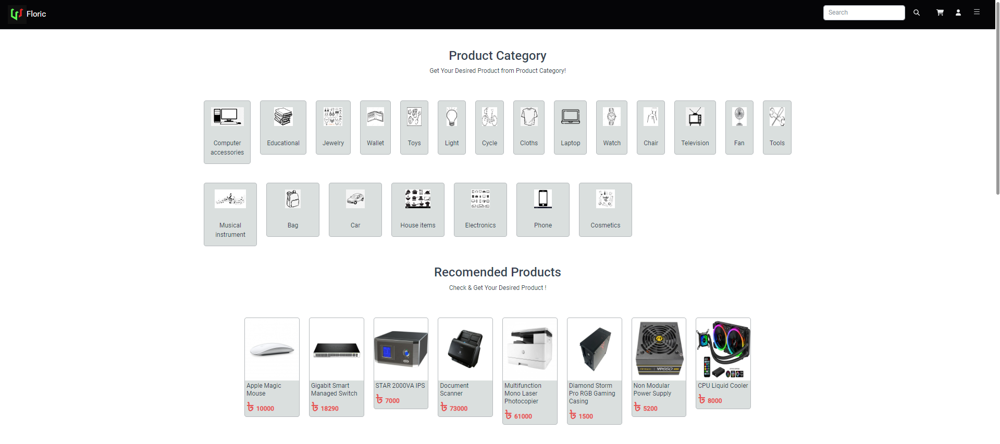 Floric
Search
Product Category
Get Your Desired Product from Product Category!
Computer
accessories
Educational
Jewelry
Wallet
Toys
Light
Cycle
Cloths
Laptop
Watch
Chair
Television
Fan
Tools
Musical
instrument
Bag
Car
House items
Electronics
Phone
Cosmetics
Recomended Products
Check & Get Your Desired Product !
Apple Magic
Mouse
৳ 10000
Gigabit Smart
Managed Switch
৳ 18290
STAR 2000VA IPS
৳ 7000
Document
Scanner
৳ 73000
Multifunction
Mono Laser
Photocopier
৳ 61000
Diamond Storm
Pro RGB Gaming
Casing
৳ 1500
VP650
Non Modular
Power Supply
৳ 5200
CPU Liquid Cooler
৳ 8000